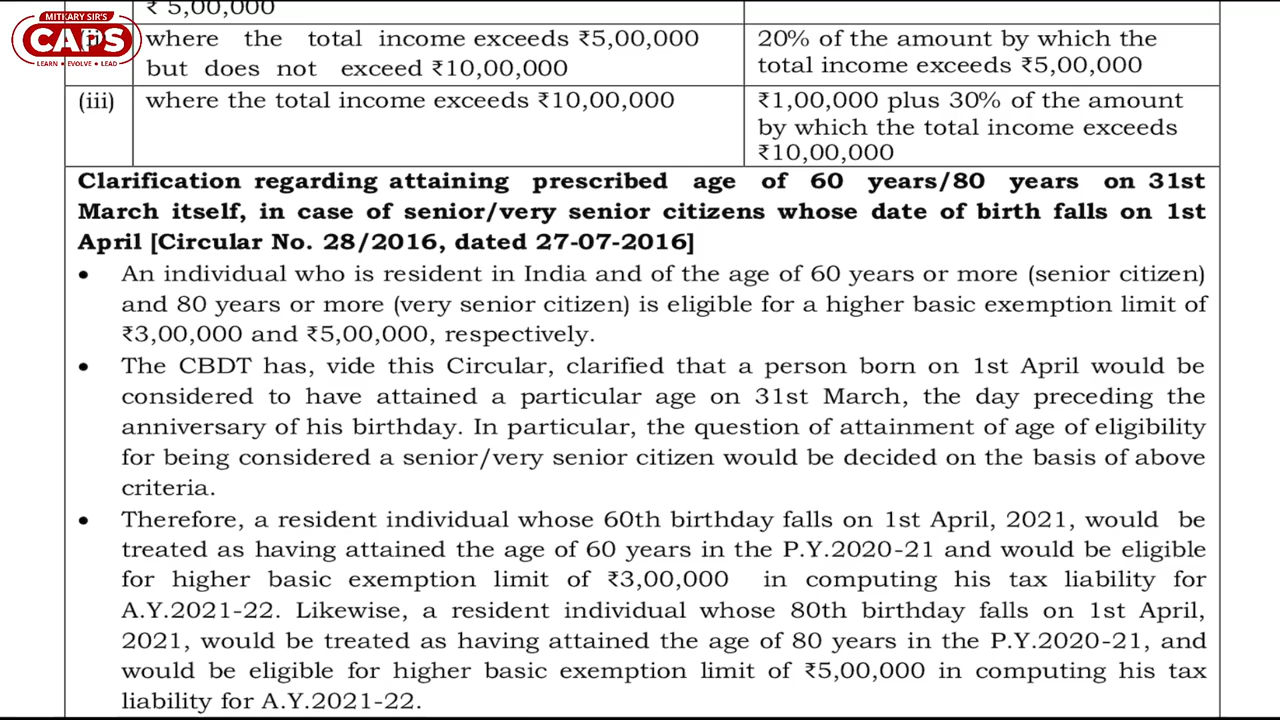 ₹ 5,00,000
MITKARY SIR'S
CAPS
LEARN • EVOLVE • LEAD
where the total income exceeds ₹5,00,000
but does not exceed ₹10,00,000
20% of the amount by which the
total income exceeds ₹5,00,000
(iii)
where the total income exceeds ₹10,00,000
₹1,00,000 plus 30% of the amount
by which the total income exceeds
₹10,00,000
Clarification regarding attaining prescribed age of 60 years/80 years on 31st
March itself, in case of senior/very senior citizens whose date of birth falls on 1st
April [Circular No. 28/2016, dated 27-07-2016]
• An individual who is resident in India and of the age of 60 years or more (senior citizen)
and 80 years or more (very senior citizen) is eligible for a higher basic exemption limit of
₹3,00,000 and ₹5,00,000, respectively.
• The CBDT has, vide this Circular, clarified that a person born on 1st April would be
considered to have attained a particular age on 31st March, the day preceding the
anniversary of his birthday. In particular, the question of attainment of age of eligibility
for being considered a senior/very senior citizen would be decided on the basis of above
criteria.
• Therefore, a resident individual whose 60th birthday falls on 1st April, 2021, would be
treated as having attained the age of 60 years in the P.Y.2020-21 and would be eligible
for higher basic exemption limit of ₹3,00,000 in computing his tax liability for
A.Y.2021-22. Likewise, a resident individual whose 80th birthday falls on 1st April,
2021, would be treated as having attained the age of 80 years in the P.Y.2020-21, and
would be eligible for higher basic exemption limit of ₹5,00,000 in computing his tax
liability for A.Y.2021-22.